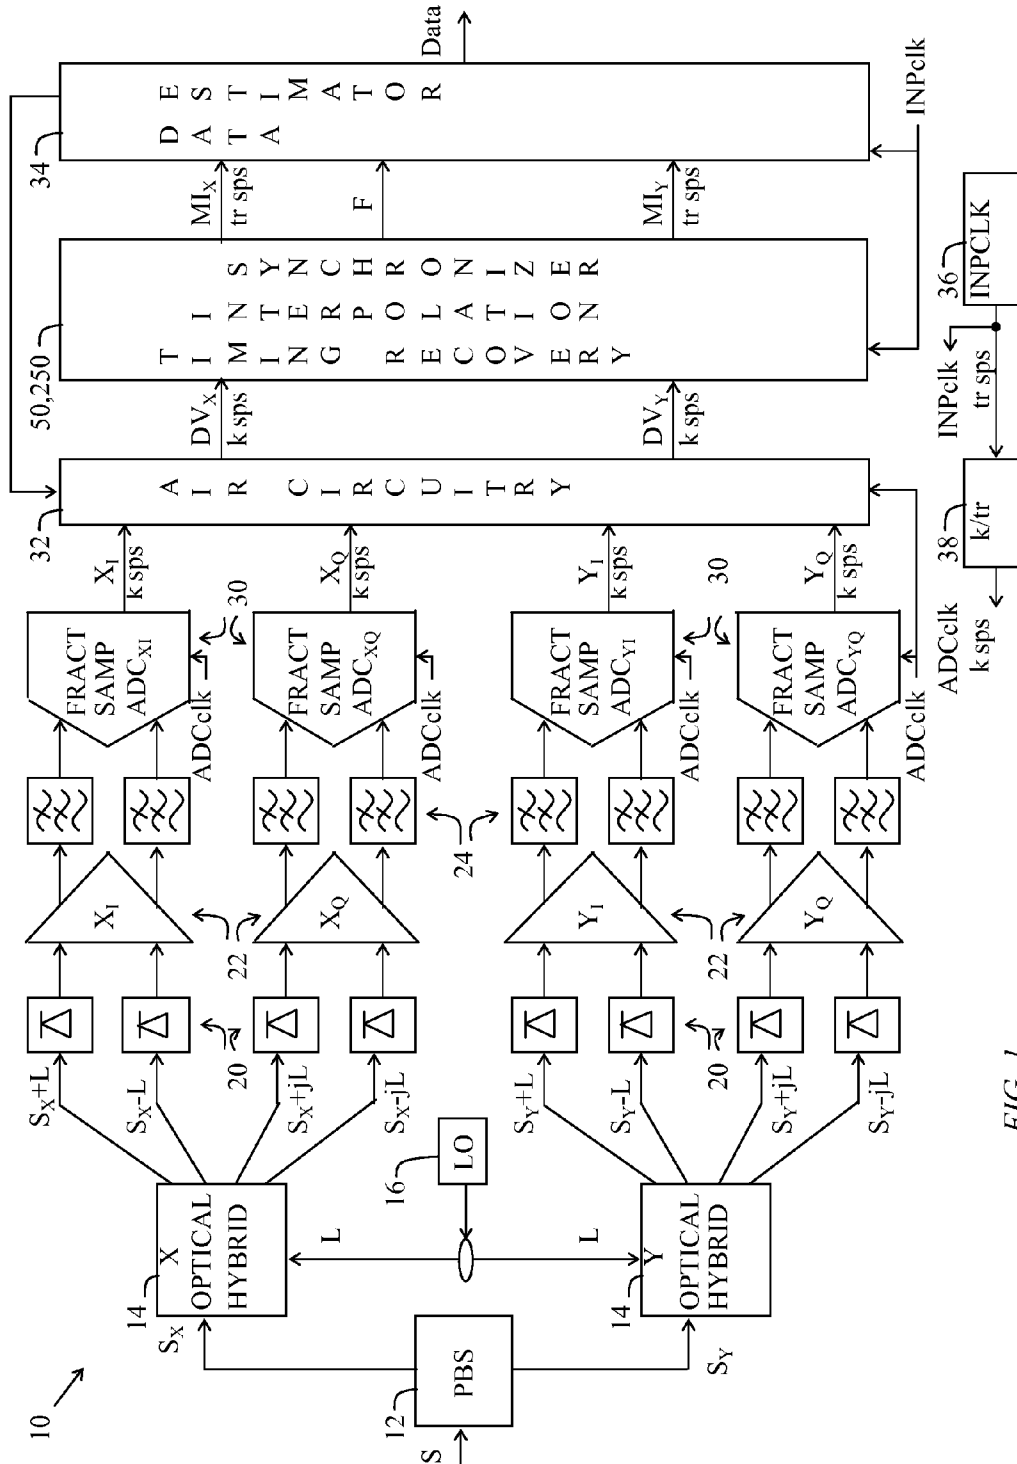 10
S
12
PBS
S_X
S_Y
14
X
OPTICAL
HYBRID
14
Y
OPTICAL
HYBRID
L
L
16
LO
S_X+L
S_X-L
S_X+jL
S_X-jL
S_Y+L
S_Y-L
S_Y+jL
S_Y-jL
20
20
22
22
X_I
X_Q
Y_I
Y_Q
24
FRACT
SAMP
ADC_XI
ADCclk
FRACT
SAMP
ADC_XQ
ADCclk
FRACT
SAMP
ADC_YI
ADCclk
FRACT
SAMP
ADC_YQ
ADCclk
30
30
X_I
k sps
X_Q
k sps
Y_I
k sps
Y_Q
k sps
32
AIR CIRCUITRY
DV_X
k sps
DV_Y
k sps
50,250
TIMING RECOVERY
INTERPOLATION
SYNCHRONIZER
MI_X
tr sps
F
MI_Y
tr sps
34
DATA
ESTIMATOR
Data
INPclk
36
INPCLK
INPclk
tr sps
38
k/tr
ADCclk
k sps
FIG. 1